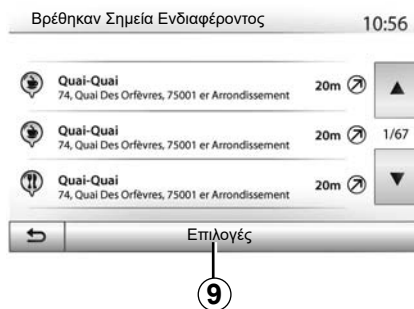 Βρέθηκαν Σημεία Ενδιαφέροντος 10:56
Quai-Quai
74, Quai Des Orfèvres, 75001 er Arrondissement
20m
Quai-Quai
74, Quai Des Orfèvres, 75001 er Arrondissement
20m
1/67
Quai-Quai
74, Quai Des Orfèvres, 75001 er Arrondissement
20m
Επιλογές
9